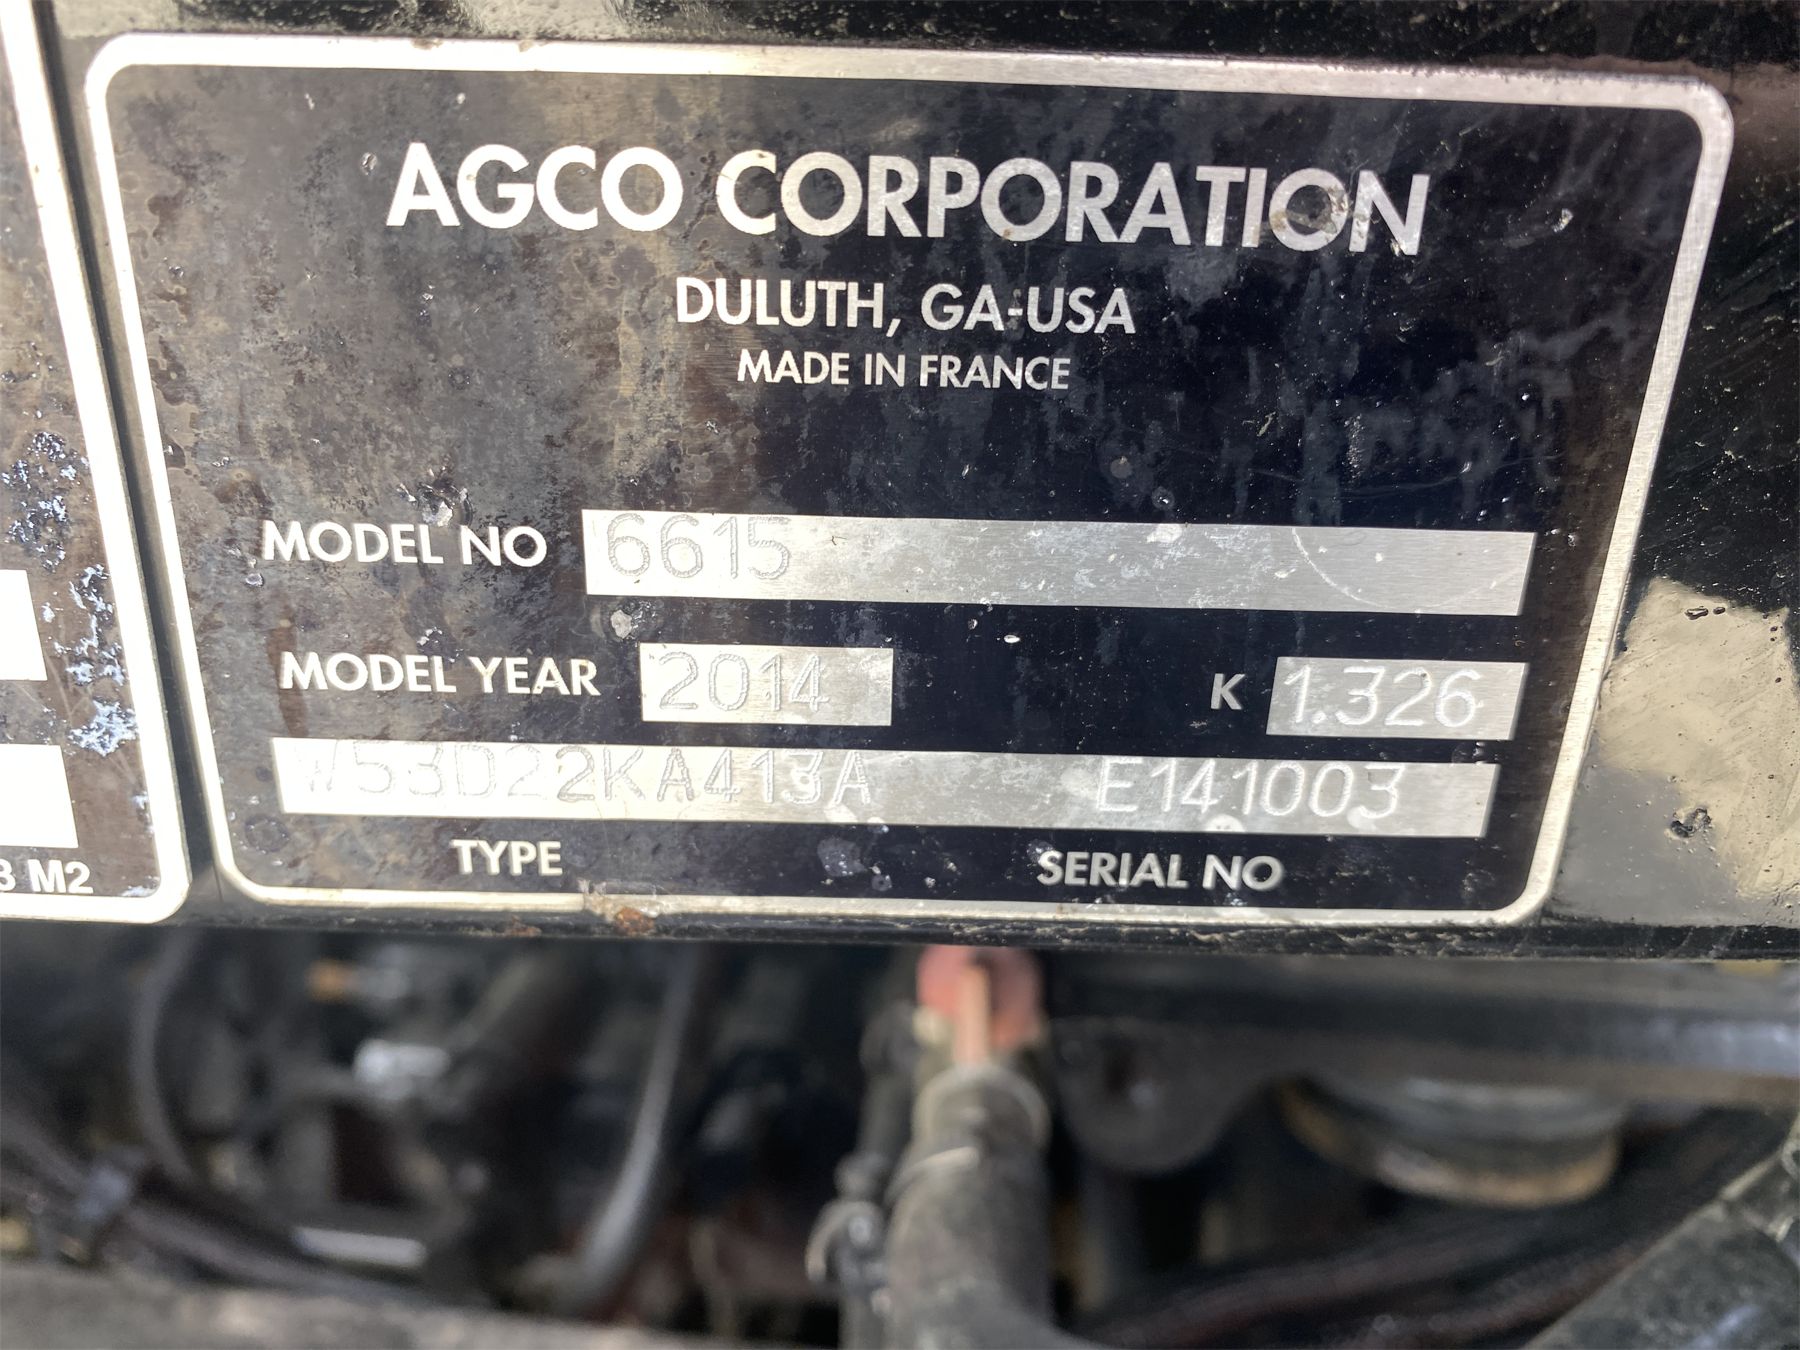 AGCO CORPORATION
DULUTH, GA-USA
MADE IN FRANCE
MODEL NO 6615
MODEL YEAR 2014 K 1.326
W53D22KA413A E141003
TYPE SERIAL NO
M2